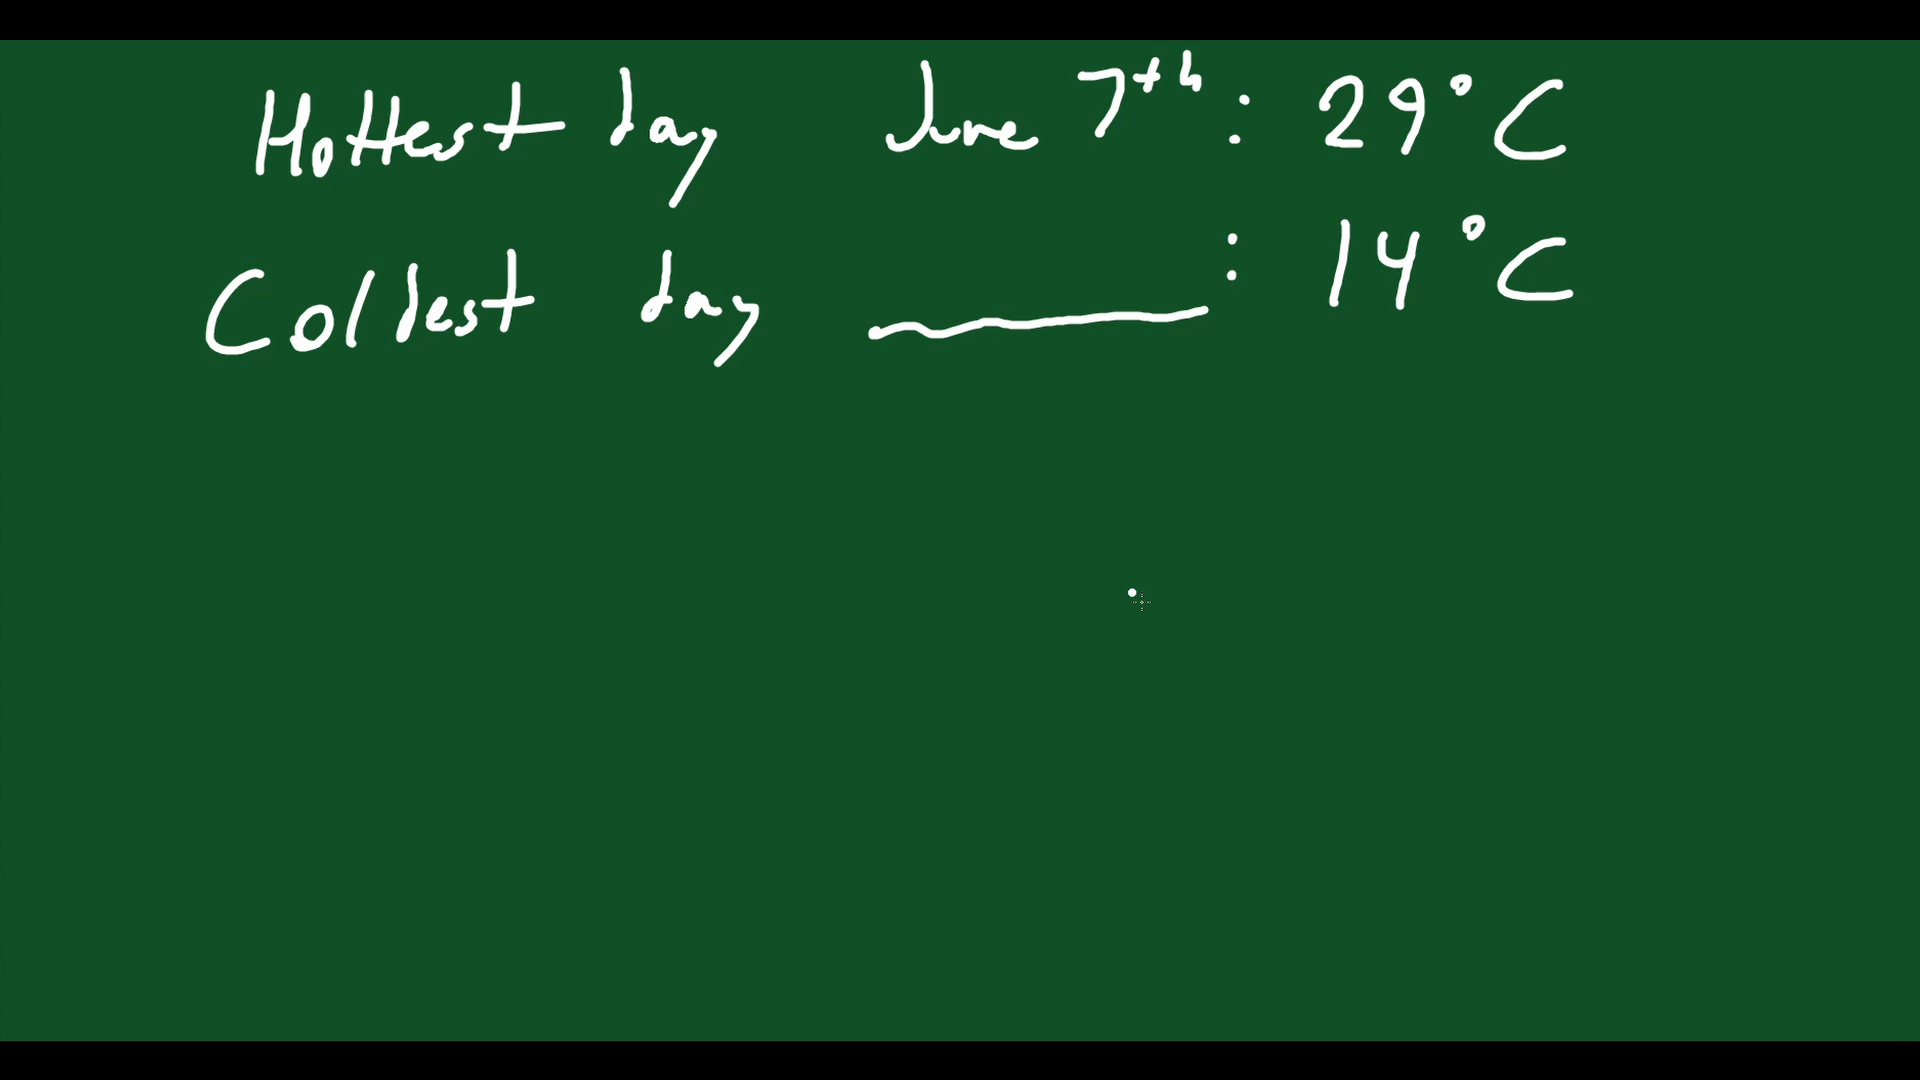 Hottest day June 7th : 29°C
Coldest day ______ : 14°C